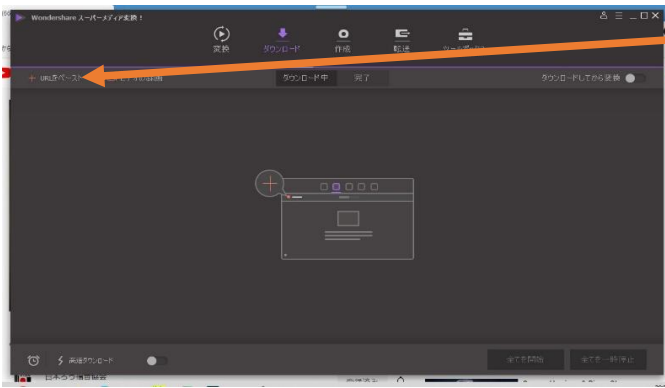 Wondershare スーパーメディア変換！
変換 ダウンロード 作成 転送
＋ URLをペースト
ダウンロード中 完了
ダウンロードしてから変換
高速ダウンロード
全てを開始 全てを一時停止